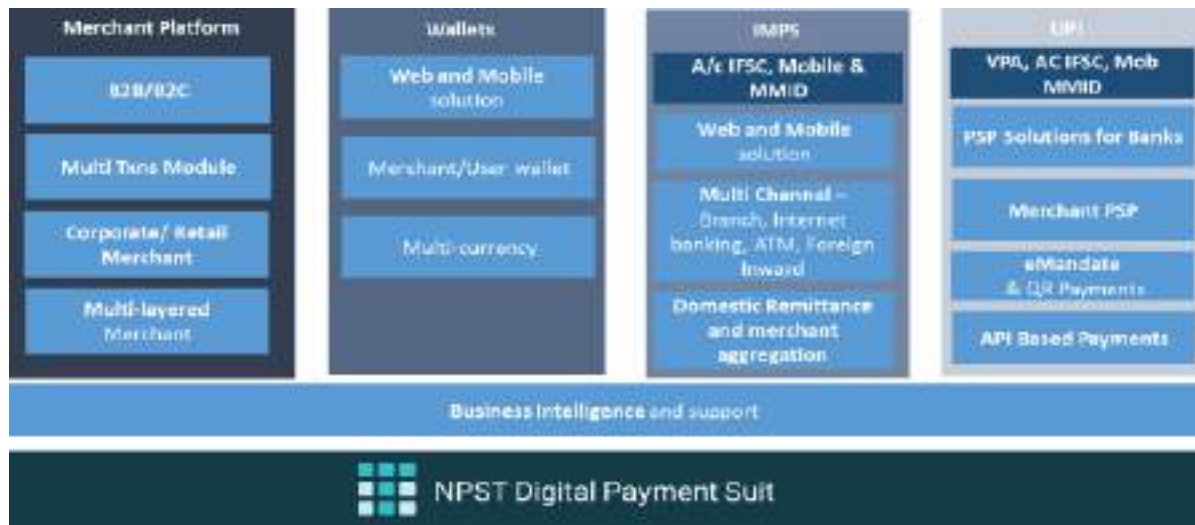 Merchant Platform
B2B/B2C
Multi Txns Module
Corporate/ Retail
Merchant
Multi-layered
Merchant
Wallets
Web and Mobile
solution
Merchant/User wallet
Multi-currency
IMPS
A/c IFSC, Mobile &
MMID
Web and Mobile
solution
Multi Channel –
Branch, Internet
banking, ATM, Foreign
Inward
Domestic Remittance
and merchant
aggregation
UPI
VPA, AC IFSC, Mob
MMID
PSP Solutions for Banks
Merchant PSP
eMandate
& QR Payments
API Based Payments
Business Intelligence and support
NPST Digital Payment Suit